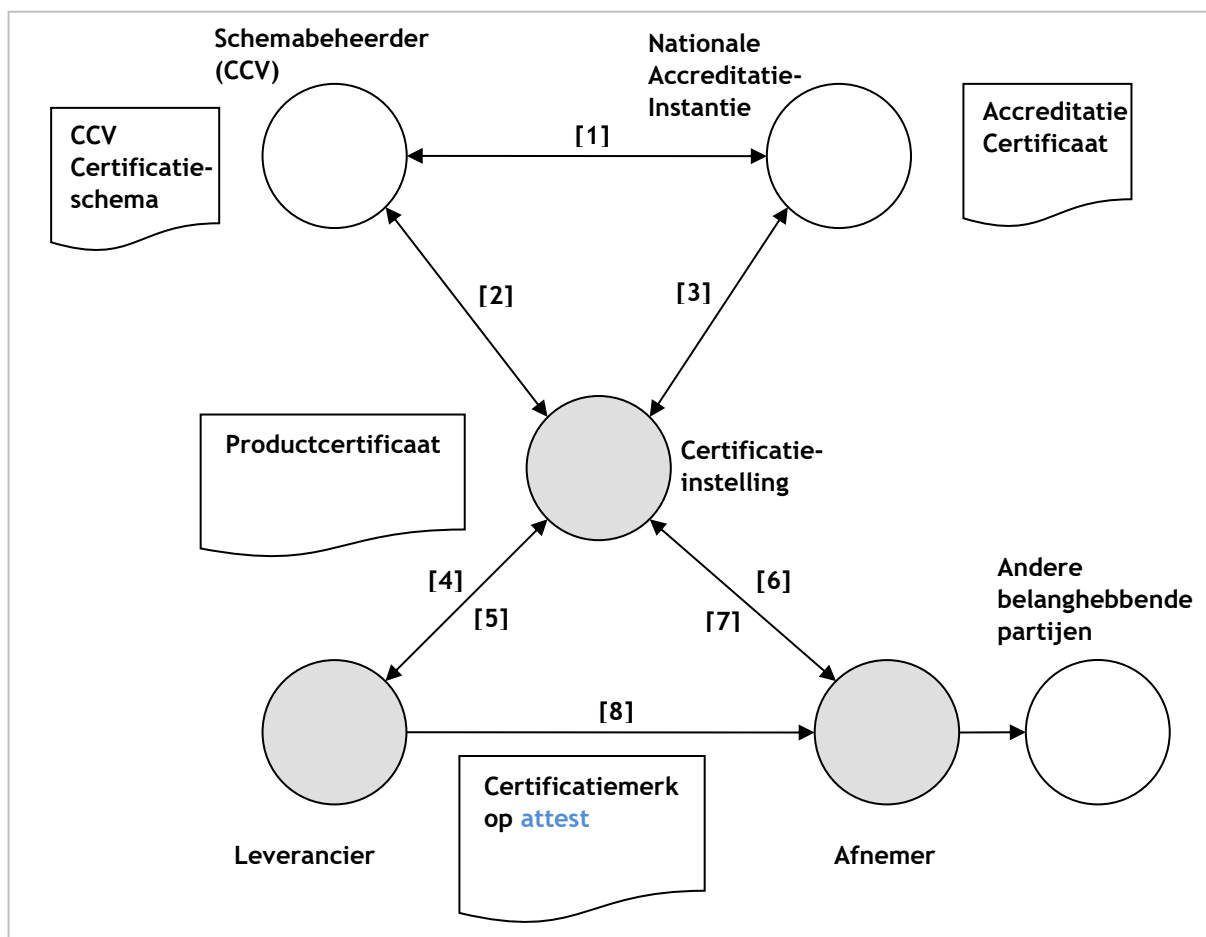 Schemabeheerder
(CCV)
Nationale
Accreditatie-
Instantie
CCV
Certificatie-
schema
[1]
Accreditatie
Certificaat
[2]
[3]
Productcertificaat
Certificatie-
instelling
[4]
[5]
[6]
[7]
Andere
belanghebbende
partijen
[8]
Certificatiemerk
op attest
Leverancier
Afnemer